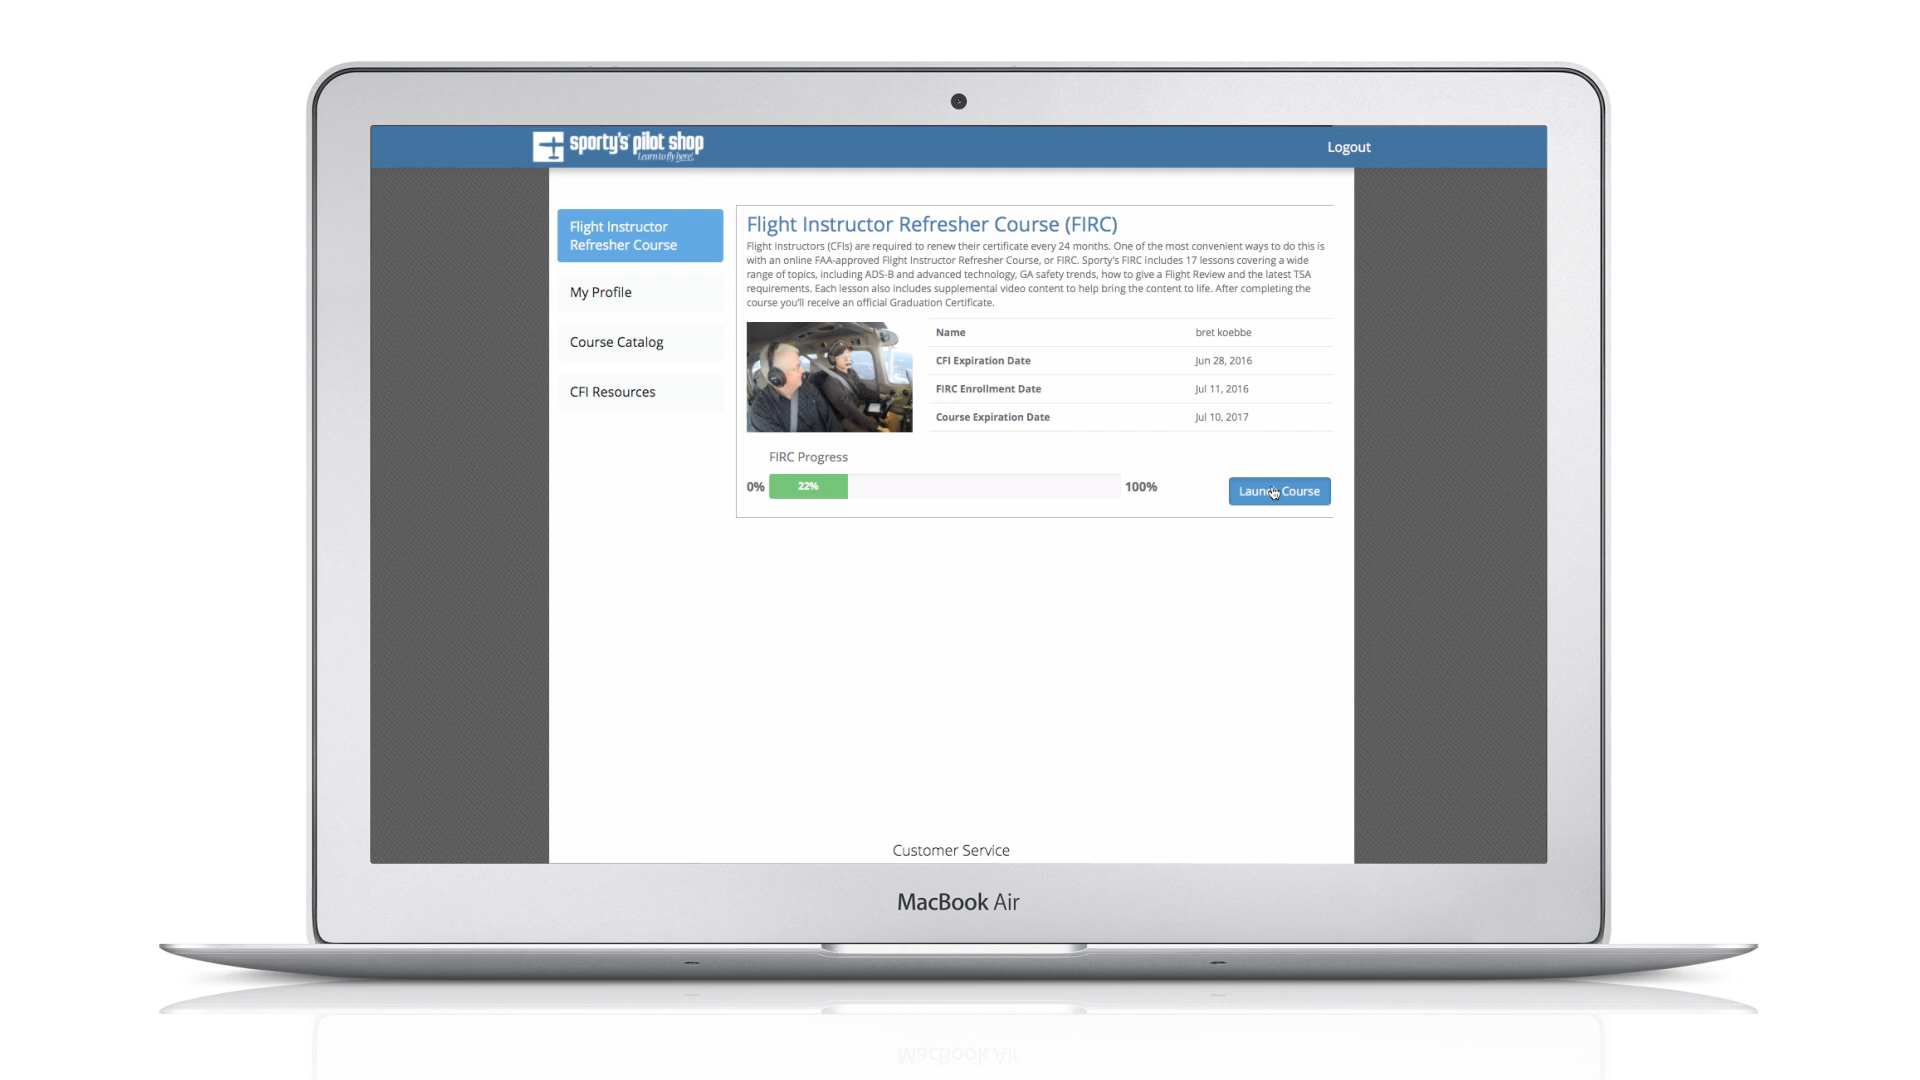 sporty's pilot shop
Learn to fly here!
Logout
Flight Instructor
Refresher Course
My Profile
Course Catalog
CFI Resources
Flight Instructor Refresher Course (FIRC)
Flight Instructors (CFIs) are required to renew their certificate every 24 months. One of the most convenient ways to do this is
with an online FAA-approved Flight Instructor Refresher Course, or FIRC. Sporty's FIRC includes 17 lessons covering a wide
range of topics, including ADS-B and advanced technology, GA safety trends, how to give a Flight Review and the latest TSA
requirements. Each lesson also includes supplemental video content to help bring the content to life. After completing the
course you'll receive an official Graduation Certificate.
Name bret koebbe
CFI Expiration Date Jun 28, 2016
FIRC Enrollment Date Jul 11, 2016
Course Expiration Date Jul 10, 2017
FIRC Progress
0% 22% 100%
Launch Course
Customer Service
MacBook Air